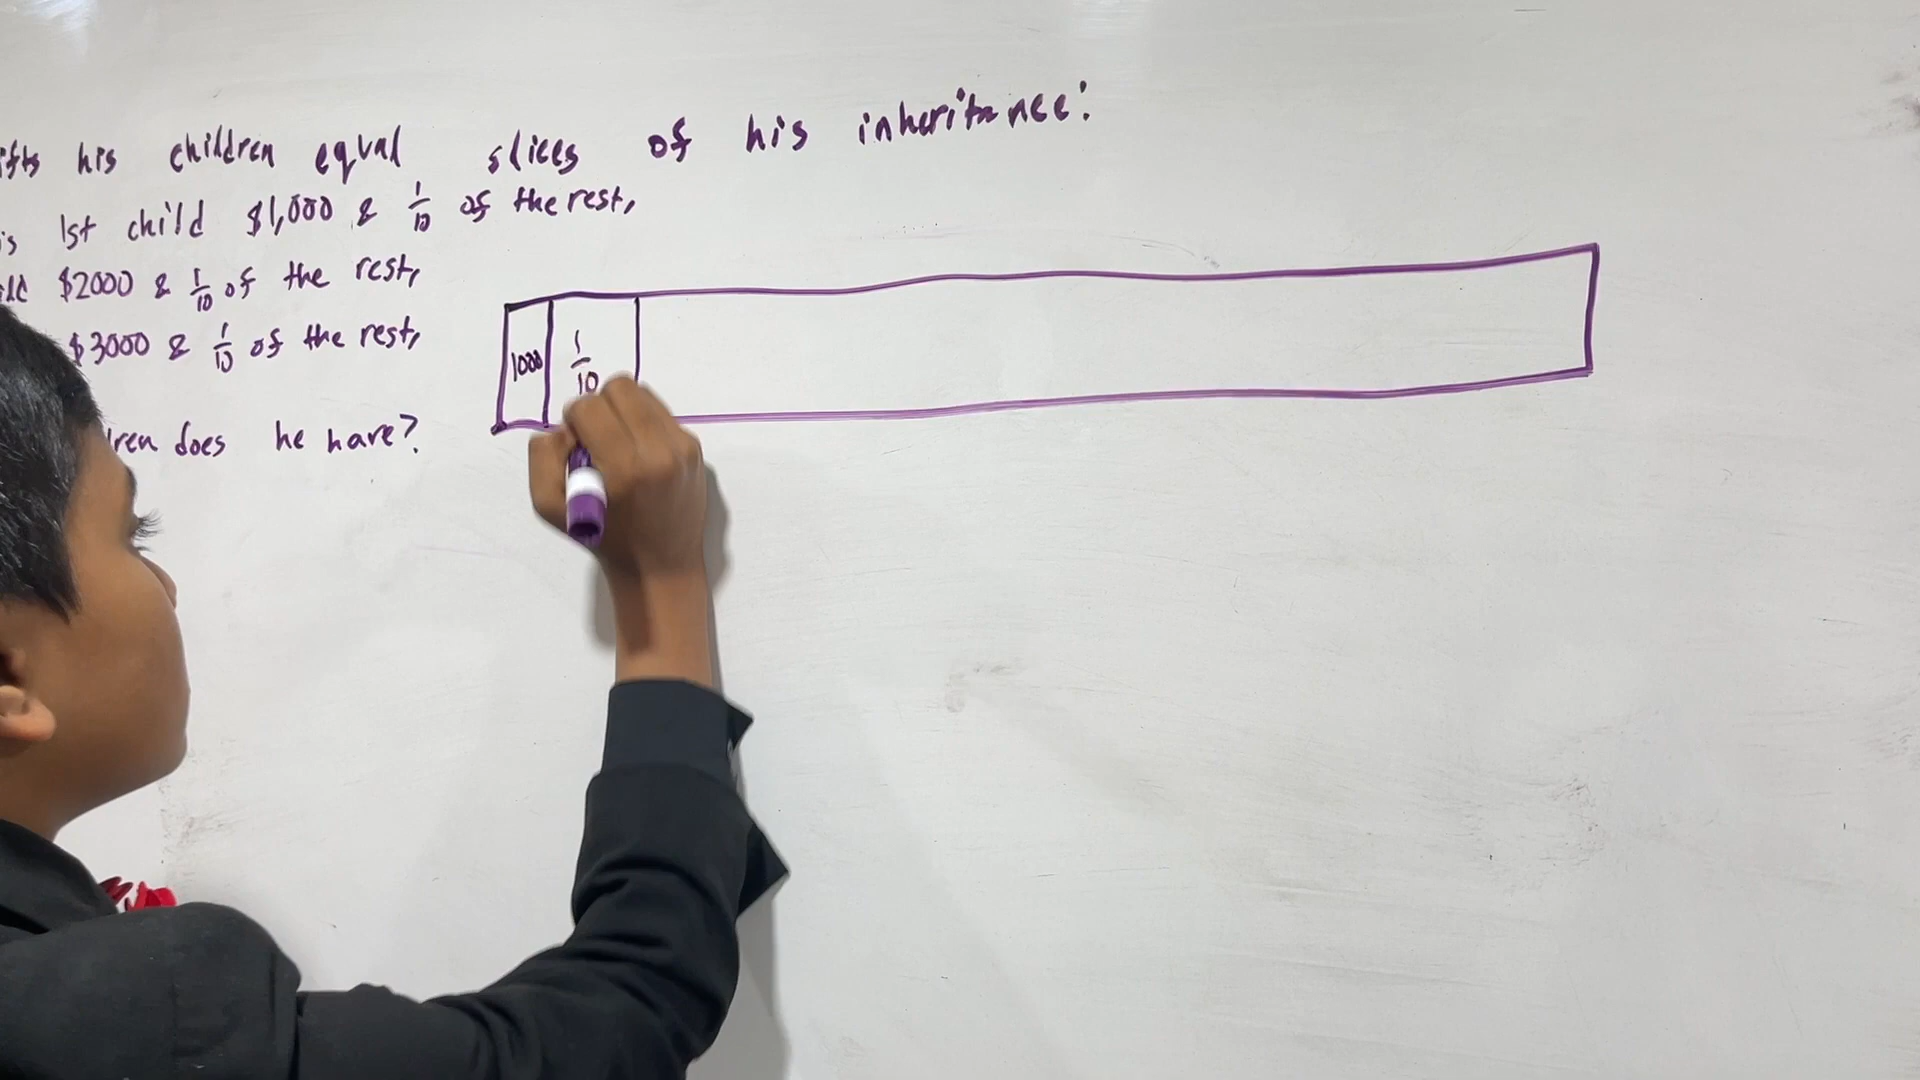 his children equal slices of his inheritance:
1st child $1,000 & 1/10 of the rest,
$2000 & 1/10 of the rest,
$3000 & 1/10 of the rest,
does he have?
1000 1/10